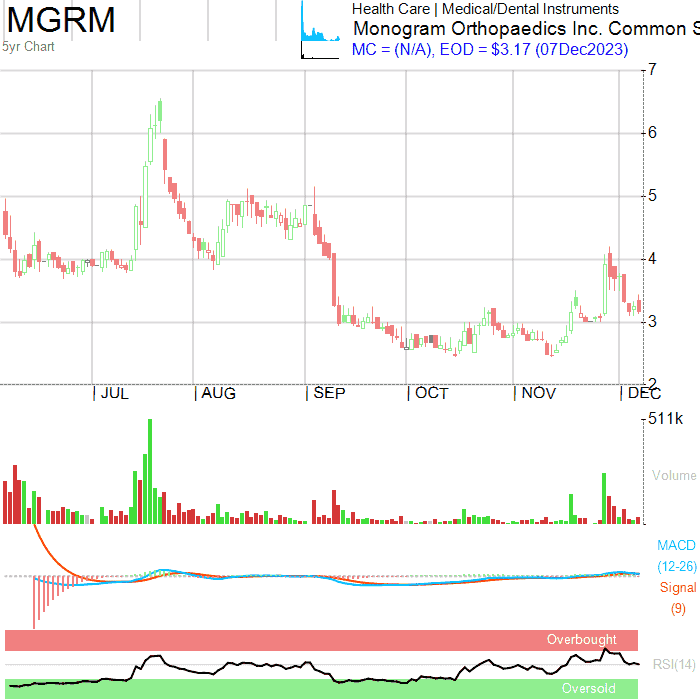 MGRM
5yr Chart
Health Care | Medical/Dental Instruments
Monogram Orthopaedics Inc. Common S
MC = (N/A), EOD = $3.17 (07Dec2023)
7
6
5
4
3
2
JUL AUG SEP OCT NOV DEC
511k
Volume
MACD
(12-26)
Signal
(9)
Overbought
RSI(14)
Oversold